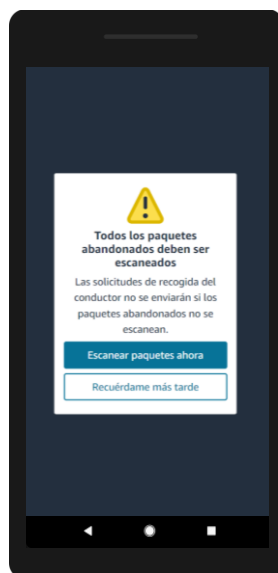 Todos los paquetes
abandonados deben ser
escaneados
Las solicitudes de recogida del
conductor no se enviarán si los
paquetes abandonados no se
escanean.
Escanear paquetes ahora
Recuérdame más tarde